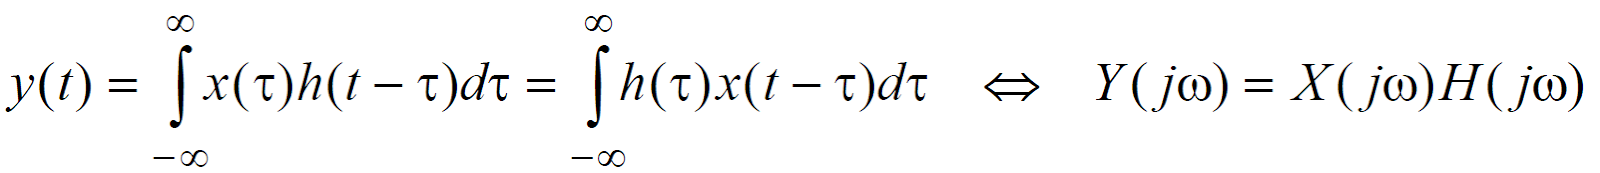 y(t) = ∫_{-∞}^{∞} x(τ)h(t − τ)dτ = ∫_{-∞}^{∞} h(τ)x(t − τ)dτ ⇔ Y(jω) = X(jω)H(jω)